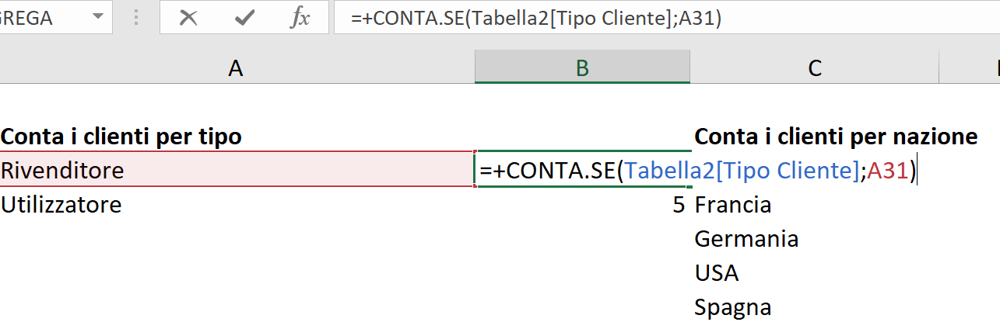 GREGA fx =+CONTA.SE(Tabella2[Tipo Cliente];A31)
A B C
Conta i clienti per tipo Conta i clienti per nazione
Rivenditore =+CONTA.SE(Tabella2[Tipo Cliente];A31)
Utilizzatore 5 Francia
Germania
USA
Spagna